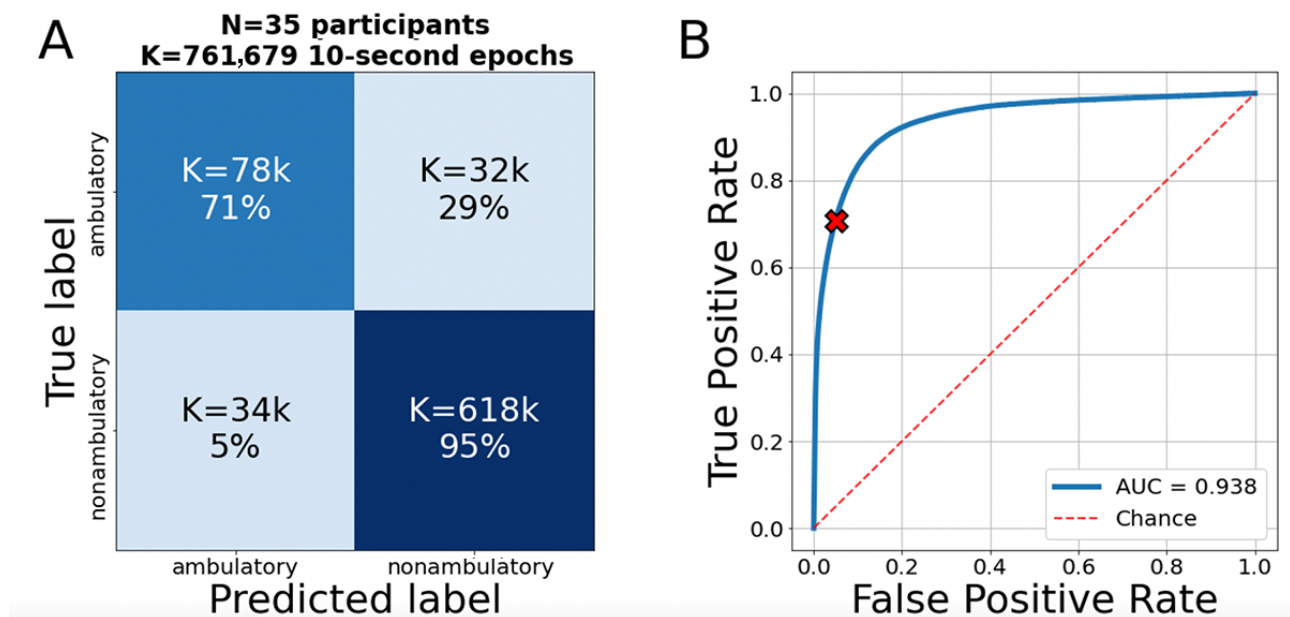 A
N=35 participants
K=761,679 10-second epochs
True label
ambulatory
nonambulatory
K=78k
71%
K=32k
29%
K=34k
5%
K=618k
95%
ambulatory
nonambulatory
Predicted label
B
True Positive Rate
1.0
0.8
0.6
0.4
0.2
0.0
AUC = 0.938
Chance
0.0
0.2
0.4
0.6
0.8
1.0
False Positive Rate